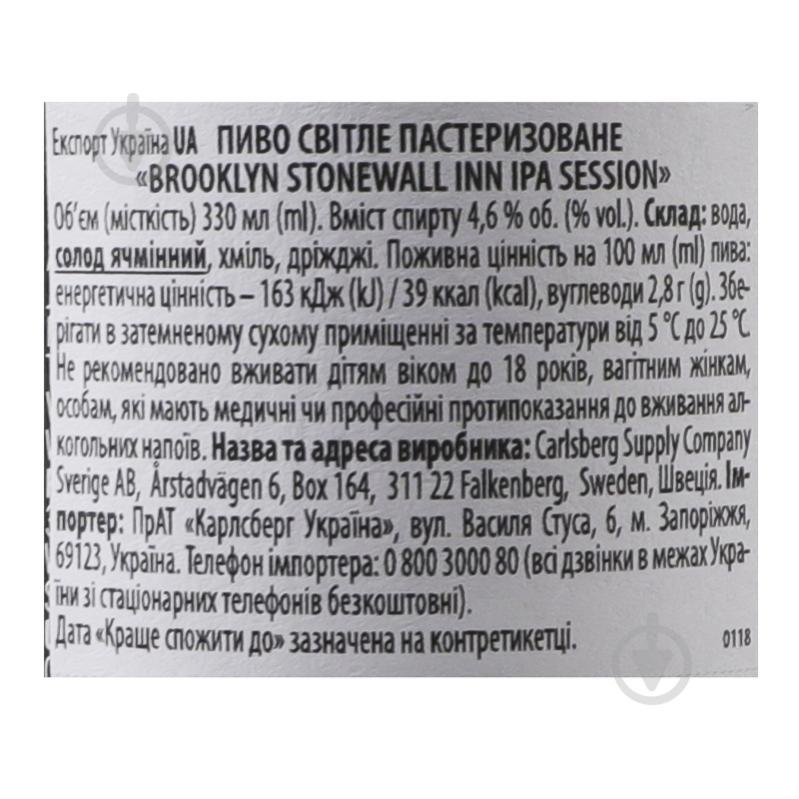 Експорт Україна UA ПИВО СВІТЛЕ ПАСТЕРИЗОВАНЕ
«BROOKLYN STONEWALL INN IPA SESSION»
Об’єм (місткість) 330 мл (ml). Вміст спирту 4,6 % об. (% vol.). Склад: вода,
солод ячмінний, хміль, дріжджі. Поживна цінність на 100 мл (ml) пива:
енергетична цінність – 163 кДж (kJ) / 39 ккал (kcal), вуглеводи 2,8 г (g). Збе-
рігати в затемненому сухому приміщенні за температури від 5 °С до 25 °С.
Не рекомендовано вживати дітям віком до 18 років, вагітним жінкам,
особам, які мають медичні чи професійні протипоказання до вживання ал-
когольних напоїв. Назва та адреса виробника: Carlsberg Supply Company
Sverige AB, Årstadvägen 6, Box 164, 311 22 Falkenberg, Sweden, Швеція. Ім-
портер: ПрАТ «Карлсберг Україна», вул. Василя Стуса, 6, м. Запоріжжя,
69123, Україна. Телефон імпортера: 0 800 3000 80 (всі дзвінки в межах Укра-
їни зі стаціонарних телефонів безкоштовні).
Дата «Краще спожити до» зазначена на контретикетці.
0118